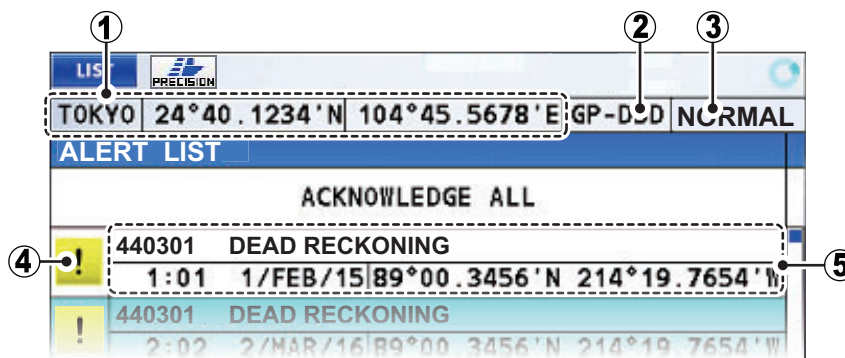 ① ② ③
LIST PRECISION
TOKYO 24°40.1234'N 104°45.5678'E GP-D3D NORMAL
ALERT LIST
ACKNOWLEDGE ALL
④ ! 440301 DEAD RECKONING
1:01 1/FEB/15 89°00.3456'N 214°19.7654'W ⑤
! 440301 DEAD RECKONING
2:02 2/MAR/16 89°00.3456'N 214°19.7654'W